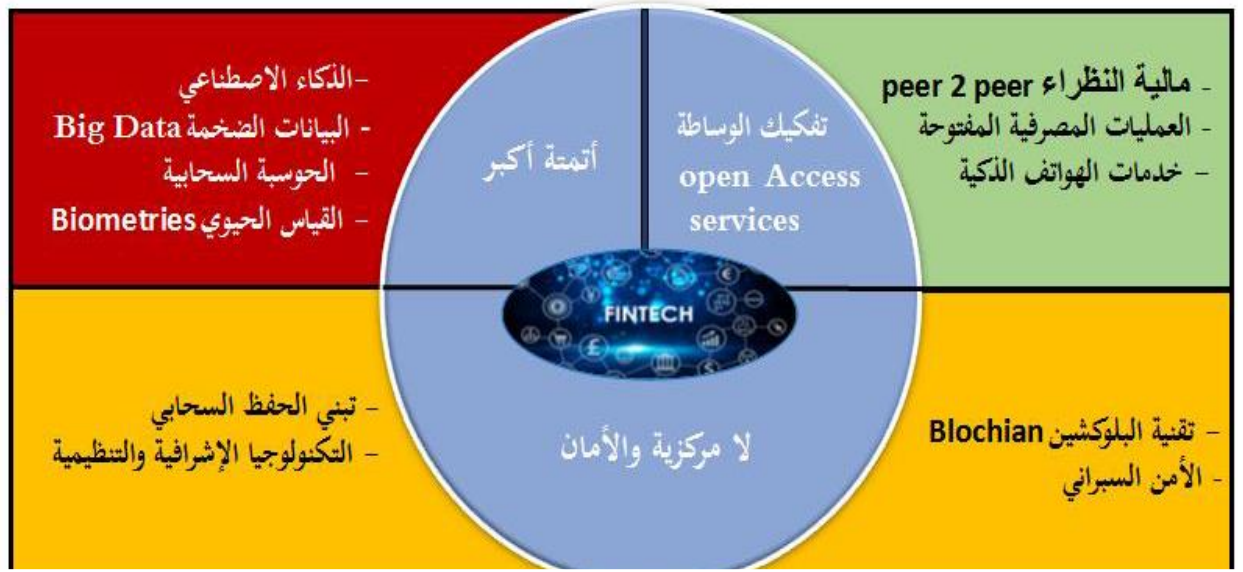 - مالية النظراء peer 2 peer
- العمليات المصرفية المفتوحة
- خدمات الهواتف الذكية
تفكيك الوساطة
open Access
services
أتمتة أكبر
-الذكاء الاصطناعي
- البيانات الضخمة Big Data
- الحوسبة السحابية
- القياس الحيوي Biometries
FINTECH
- تقنية البلوكشين Blochian
- الأمن السبراني
لا مركزية والأمان
- تبني الحفظ السحابي
- التكنولوجيا الإشرافية والتنظيمية